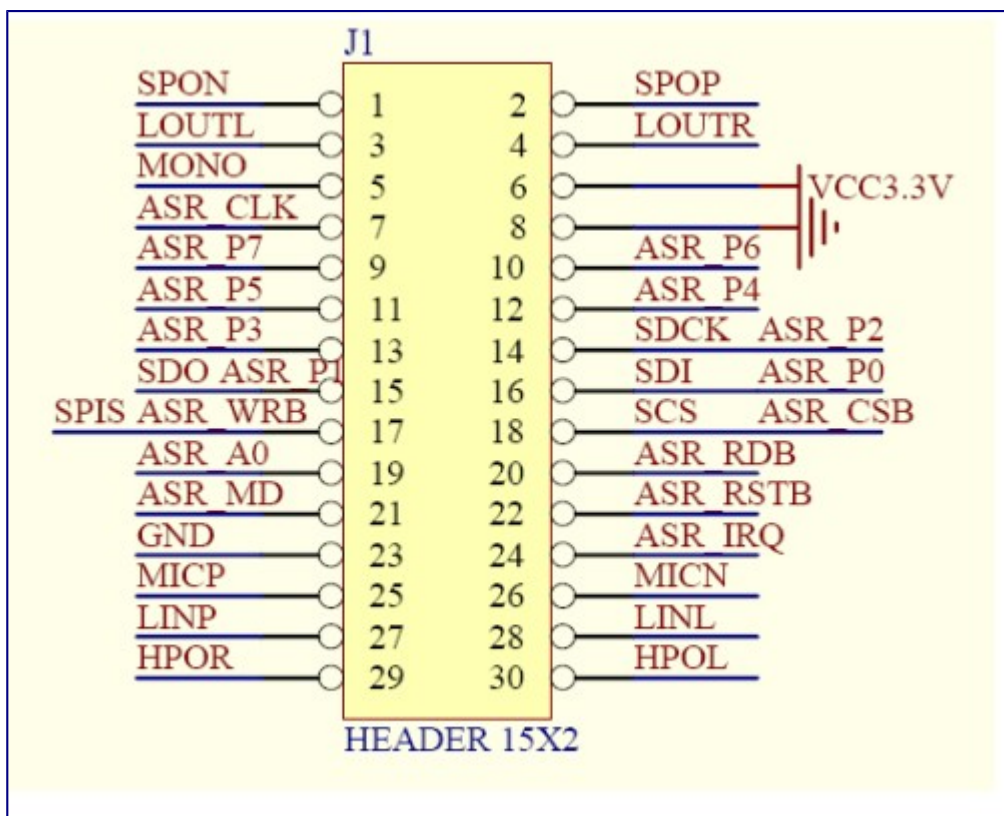 J1
SPON 1 2 SPOP
LOUTL 3 4 LOUTR
MONO 5 6 VCC3.3V
ASR_CLK 7 8
ASR_P7 9 10 ASR_P6
ASR_P5 11 12 ASR_P4
ASR_P3 13 14 SDCK ASR_P2
SDO ASR_P1 15 16 SDI ASR_P0
SPIS ASR_WRB 17 18 SCS ASR_CSB
ASR_A0 19 20 ASR_RDB
ASR_MD 21 22 ASR_RSTB
GND 23 24 ASR_IRQ
MICP 25 26 MICN
LINP 27 28 LINL
HPOR 29 30 HPOL
HEADER 15X2